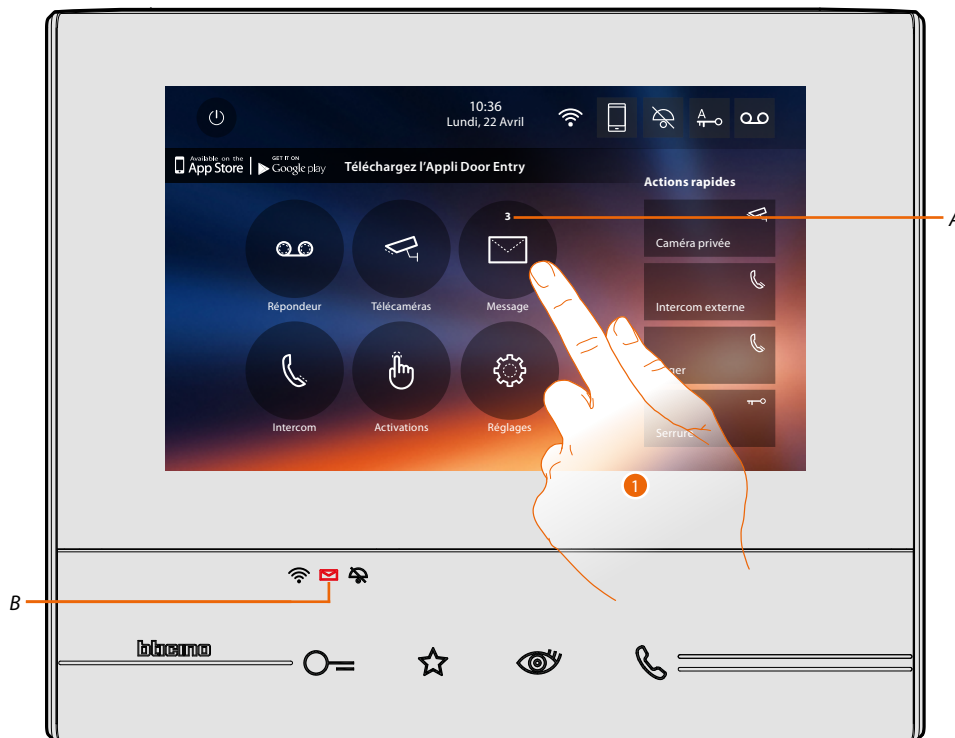 10:36
Lundi, 22 Avril
A
Available on the
App Store
GET IT ON
Google play
Téléchargez l'Appli Door Entry
Actions rapides
3
A
Caméra privée
Répondeur
Télécaméras
Message
Intercom externe
Intercom
Activations
Réglages
Serrure
1
B
bticino